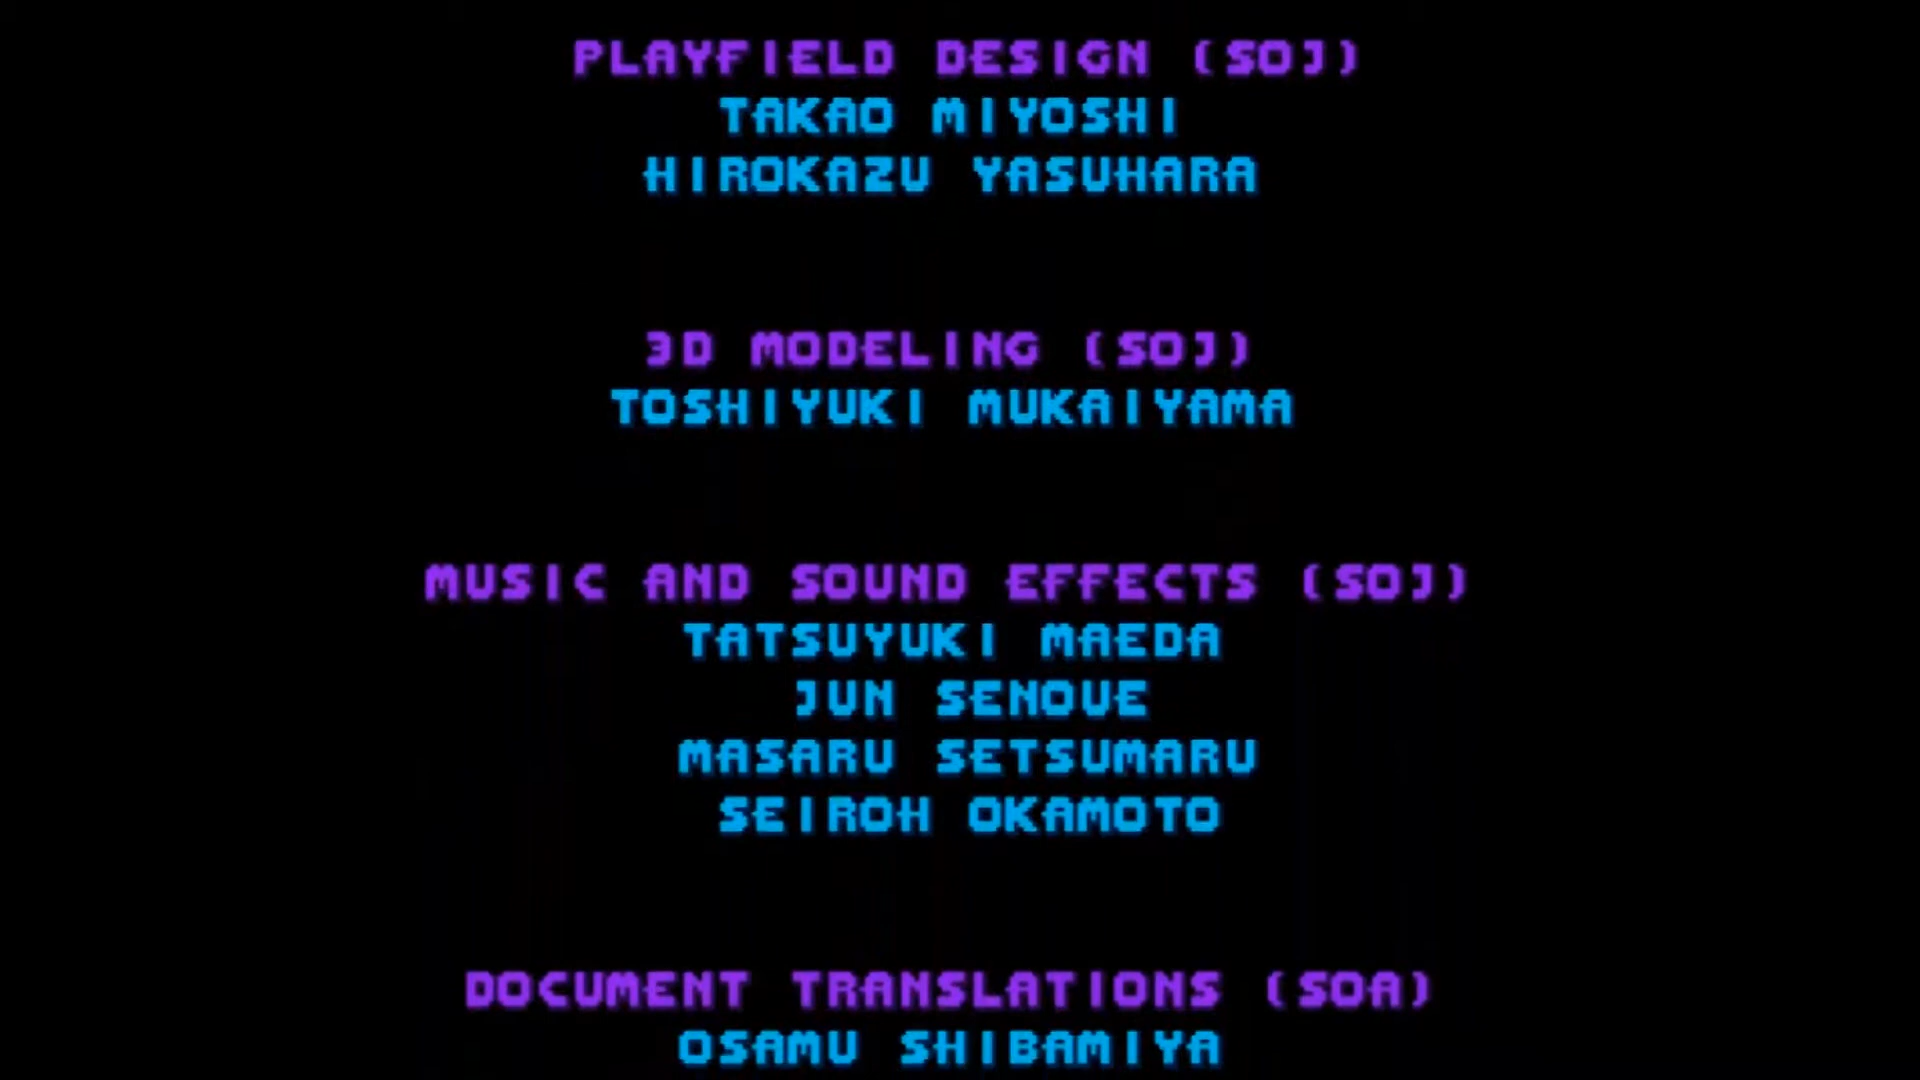 PLAYFIELD DESIGN (SOJ)
TAKAO MIYOSHI
HIROKAZU YASUHARA
3D MODELING (SOJ)
TOSHIYUKI MUKAIYAMA
MUSIC AND SOUND EFFECTS (SOJ)
TATSUYUKI MAEDA
JUN SENOUE
MASARU SETSUMARU
SEIROH OKAMOTO
DOCUMENT TRANSLATIONS (SOA)
OSAMU SHIBAMIYA